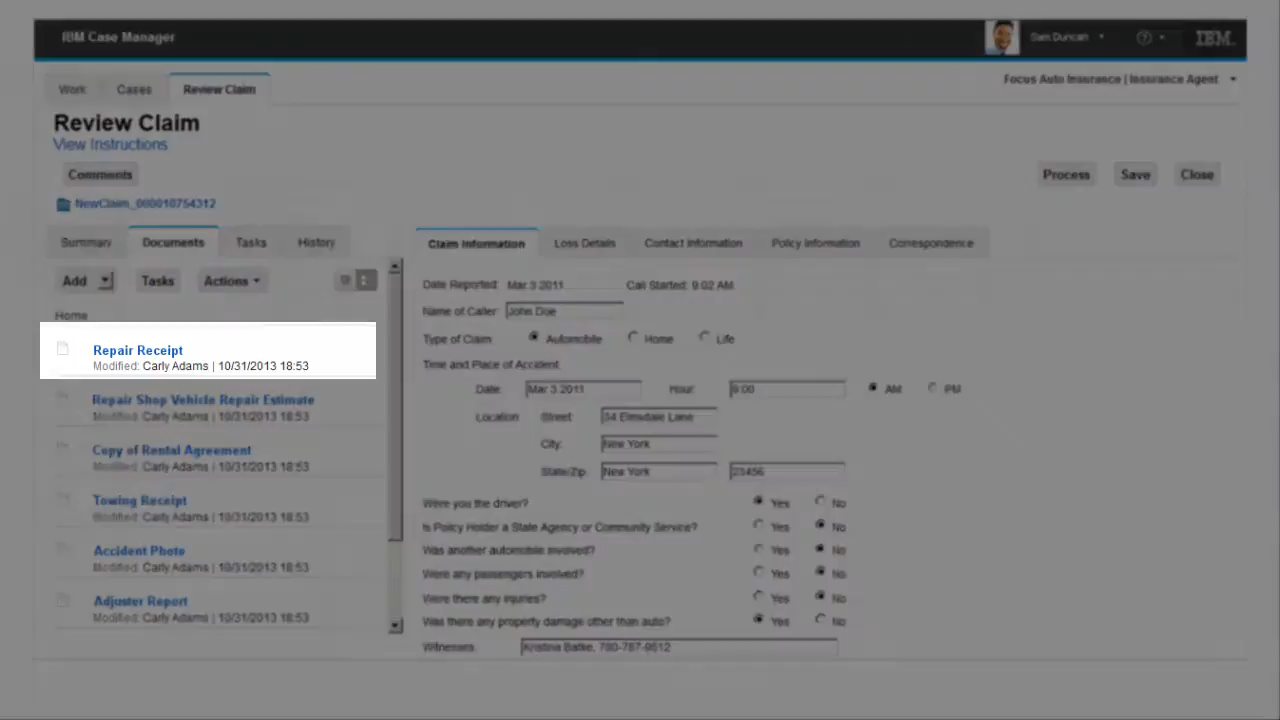 IBM Case Manager
Sam Duncan
IBM
Work Cases Review Claim
Focus Auto Insurance | Insurance Agent
Review Claim
View Instructions
Comments
Process Save Close
NewClaim_000010754312
Summary Documents Tasks History
Add Tasks Actions
Home
Repair Receipt
Modified: Carly Adams | 10/31/2013 18:53
Repair Shop Vehicle Repair Estimate
Modified: Carly Adams | 10/31/2013 18:53
Copy of Rental Agreement
Modified: Carly Adams | 10/31/2013 18:53
Towing Receipt
Modified: Carly Adams | 10/31/2013 18:53
Accident Photo
Modified: Carly Adams | 10/31/2013 18:53
Adjuster Report
Modified: Carly Adams | 10/31/2013 18:53
Claim Information Loss Details Contact Information Policy Information Correspondence
Date Reported: Mar 3 2011 Call Started: 9:02 AM
Name of Caller: John Doe
Type of Claim Automobile Home Life
Time and Place of Accident
Date: Mar 3 2011 Hour: 9:00 AM PM
Location Street: 34 Elmsdale Lane
City: New York
State/Zip New York 23456
Were you the driver? Yes No
Is Policy Holder a State Agency or Community Service? Yes No
Was another automobile involved? Yes No
Were any passengers involved? Yes No
Were there any injuries? Yes No
Was there any property damage other than auto? Yes No
Witnesses Kristina Batke, 780-787-9812